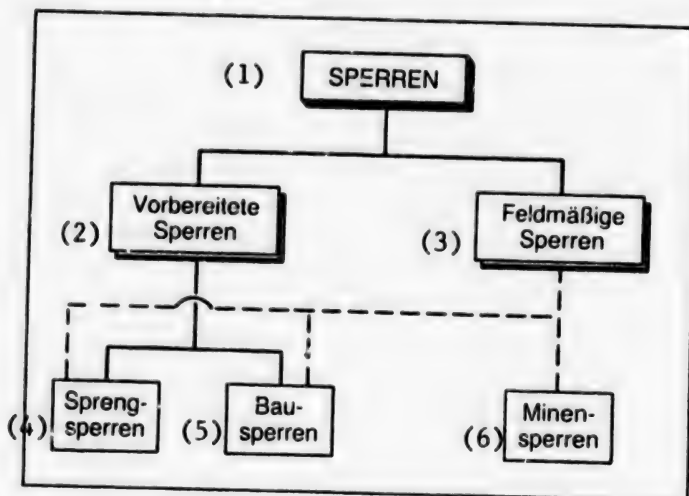 (1) SPERREN
(2) Vorbereitete
Sperren
(3) Feldmäßige
Sperren
(4) Spreng-
sperren
(5) Bau-
sperren
(6) Minen-
sperren